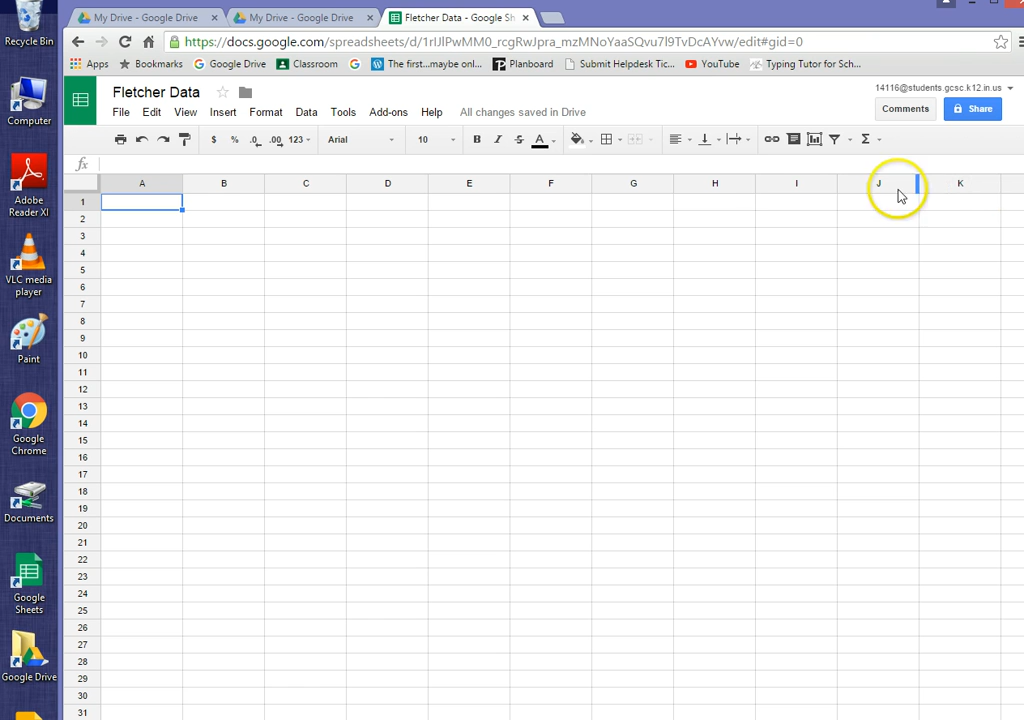 Recycle Bin
Computer
Adobe
Reader XI
VLC media
player
Paint
Google
Chrome
Documents
Google
Sheets
Google Drive
My Drive - Google Drive
My Drive - Google Drive
Fletcher Data - Google Sh
https://docs.google.com/spreadsheets/d/1rIJlPwMM0_rcgRwJpra_mzMNoYaaSQvu7l9TvDcAYvw/edit#gid=0
Apps
Bookmarks
Google Drive
Classroom
The first...maybe onl...
Planboard
Submit Helpdesk Tic...
YouTube
Typing Tutor for Sch...
Fletcher Data
14116@students.gcsc.k12.in.us
File Edit View Insert Format Data Tools Add-ons Help All changes saved in Drive
Comments
Share
$ % .0 .00 123 Arial 10 B I S A Σ
fx
A B C D E F G H I J K
1
2
3
4
5
6
7
8
9
10
11
12
13
14
15
16
17
18
19
20
21
22
23
24
25
26
27
28
29
30
31